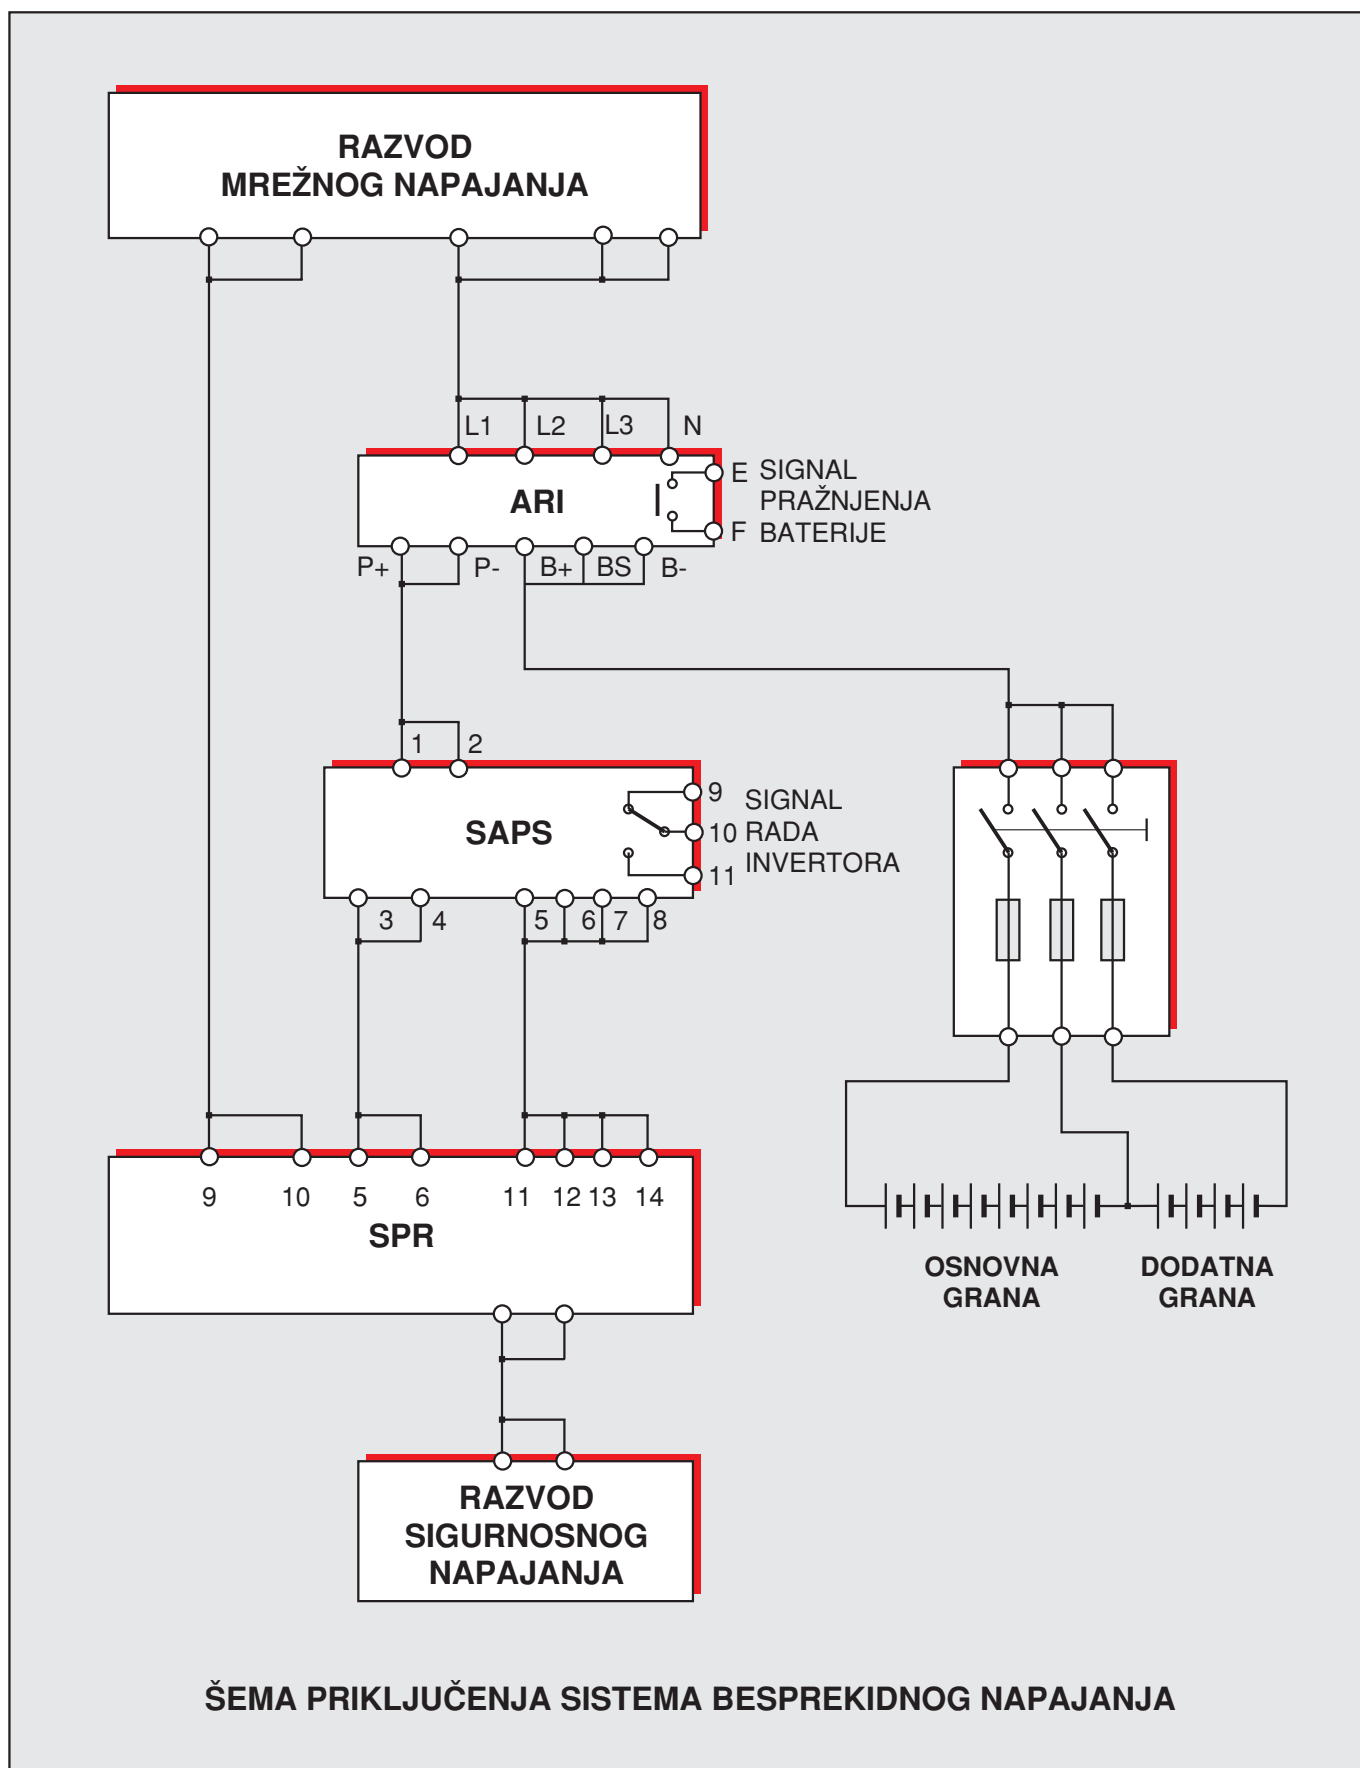 RAZVOD
MREŽNOG NAPAJANJA
L1 L2 L3 N
ARI
E SIGNAL
PRAŽNJENJA
F BATERIJE
P+ P- B+ BS B-
1 2
SAPS
9 SIGNAL
10 RADA
11 INVERTORA
3 4 5 6 7 8
9 10 5 6 11 12 13 14
SPR
OSNOVNA
GRANA
DODATNA
GRANA
RAZVOD
SIGURNOSNOG
NAPAJANJA
ŠEMA PRIKLJUČENJA SISTEMA BESPREKIDNOG NAPAJANJA